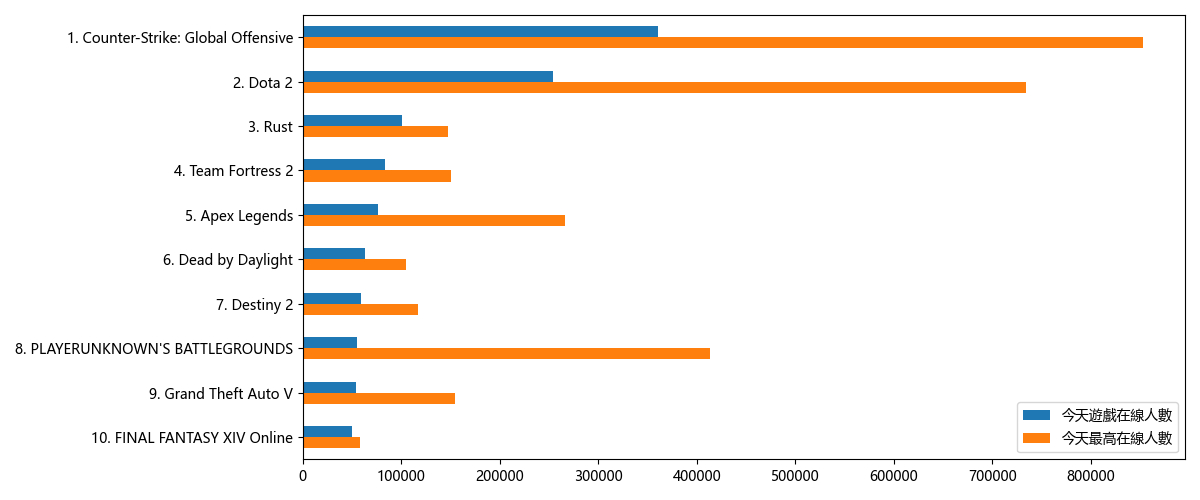 1. Counter-Strike: Global Offensive
2. Dota 2
3. Rust
4. Team Fortress 2
5. Apex Legends
6. Dead by Daylight
7. Destiny 2
8. PLAYERUNKNOWN'S BATTLEGROUNDS
9. Grand Theft Auto V
10. FINAL FANTASY XIV Online
今天遊戲在線人數
今天最高在線人數
0 100000 200000 300000 400000 500000 600000 700000 800000